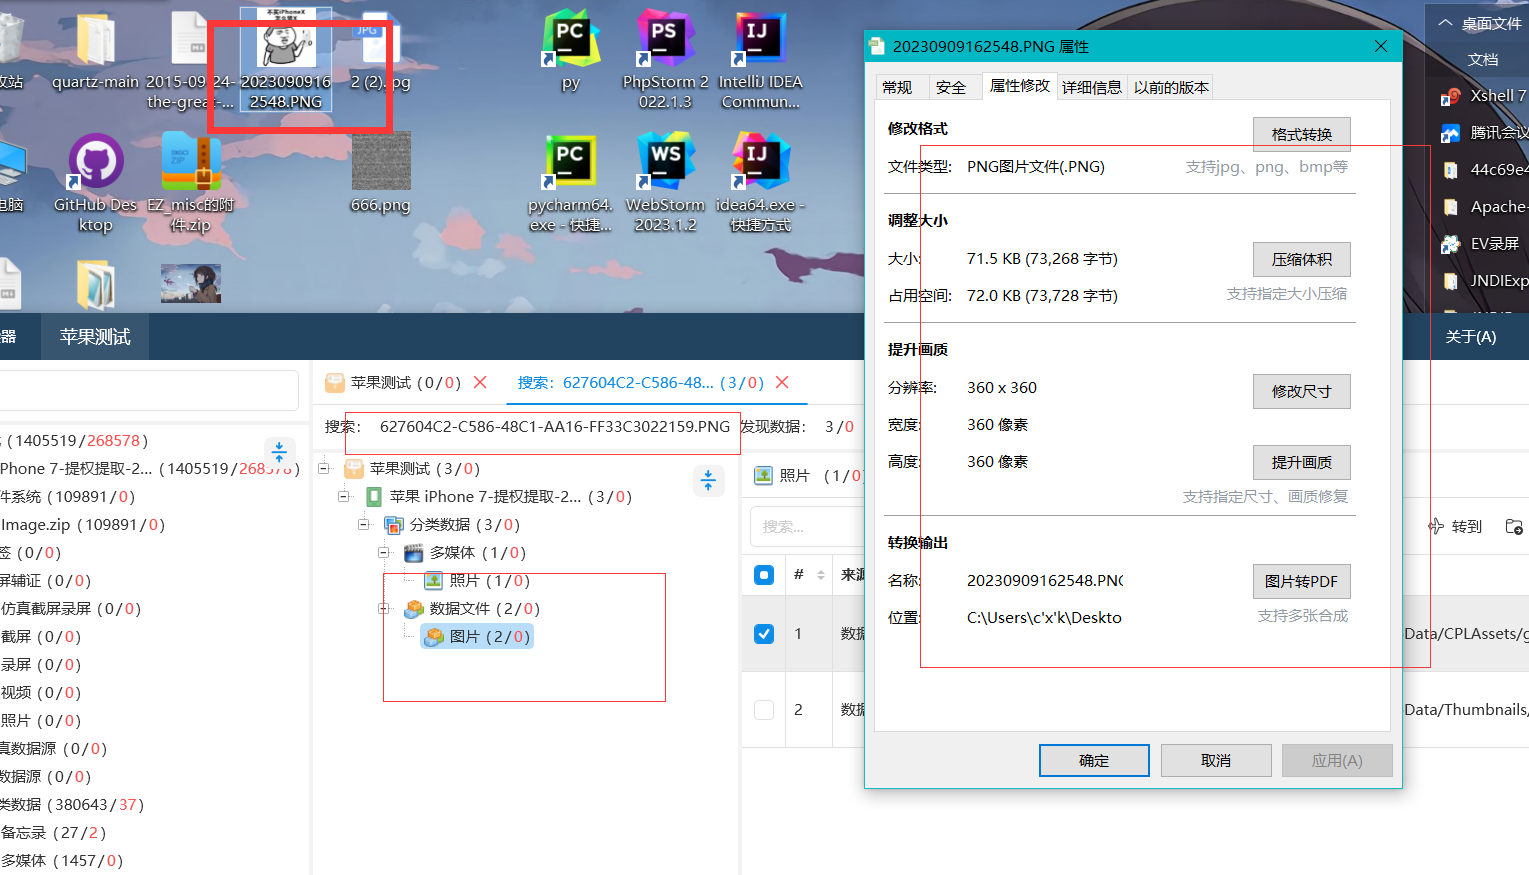 不买iPhoneX
JPG
收站
quartz-main
2015-09-24-
the-great-...
2023090916
2548.PNG
2 (2).jpg
py
PhpStorm 2
022.1.3
IntelliJ IDEA
Commun...
电脑
GitHub Des
ktop
EZ_misc的附
件.zip
666.png
pycharm64.
exe - 快捷...
WebStorm
2023.1.2
idea64.exe -
快捷方式
桌面文件
文档
Xshell 7
腾讯会议
44c69e4
Apache-
EV录屏
JNDIExp
器
苹果测试
关于(A)
苹果测试 (0/0)
搜索：627604C2-C586-48... (3/0)
搜索：
627604C2-C586-48C1-AA16-FF33C3022159.PNG
发现数据： 3/0
(1405519/268578)
Phone 7-提权提取-2... (1405519/268578)
件系统 (109891/0)
Image.zip (109891/0)
签 (0/0)
屏辅证 (0/0)
仿真截屏录屏 (0/0)
截屏 (0/0)
录屏 (0/0)
视频 (0/0)
照片 (0/0)
真数据源 (0/0)
数据源 (0/0)
类数据 (380643/37)
备忘录 (27/2)
多媒体 (1457/0)
苹果测试 (3/0)
苹果 iPhone 7-提权提取-2... (3/0)
分类数据 (3/0)
多媒体 (1/0)
照片 (1/0)
数据文件 (2/0)
图片 (2/0)
照片 (1/0)
搜索...
转到
#
来源
1
数据
Data/CPLAssets/g
2
数据
Data/Thumbnails/
20230909162548.PNG 属性
常规
安全
属性修改
详细信息
以前的版本
修改格式
格式转换
文件类型:
PNG图片文件(.PNG)
支持jpg、png、bmp等
调整大小
大小:
71.5 KB (73,268 字节)
压缩体积
占用空间:
72.0 KB (73,728 字节)
支持指定大小压缩
提升画质
分辨率:
360 x 360
修改尺寸
宽度:
360 像素
高度:
360 像素
提升画质
支持指定尺寸、画质修复
转换输出
名称:
20230909162548.PNG
图片转PDF
位置:
C:\Users\c'x'k\Deskto
支持多张合成
确定
取消
应用(A)